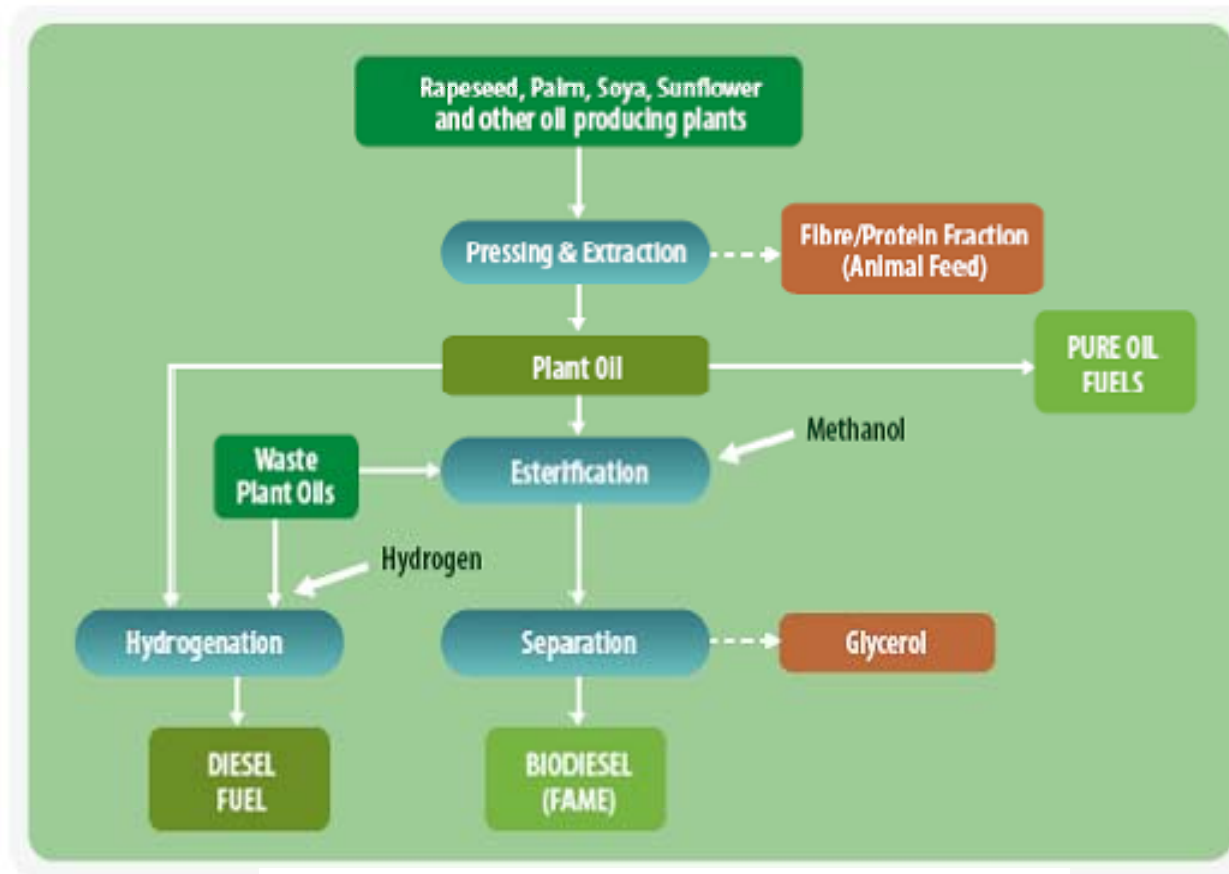 Rapeseed, Palm, Soya, Sunflower
and other oil producing plants
Pressing & Extraction
Fibre/Protein Fraction
(Animal Feed)
Plant Oil
PURE OIL
FUELS
Methanol
Waste
Plant Oils
Esterification
Hydrogen
Hydrogenation
Separation
Glycerol
DIESEL
FUEL
BIODIESEL
(FAME)